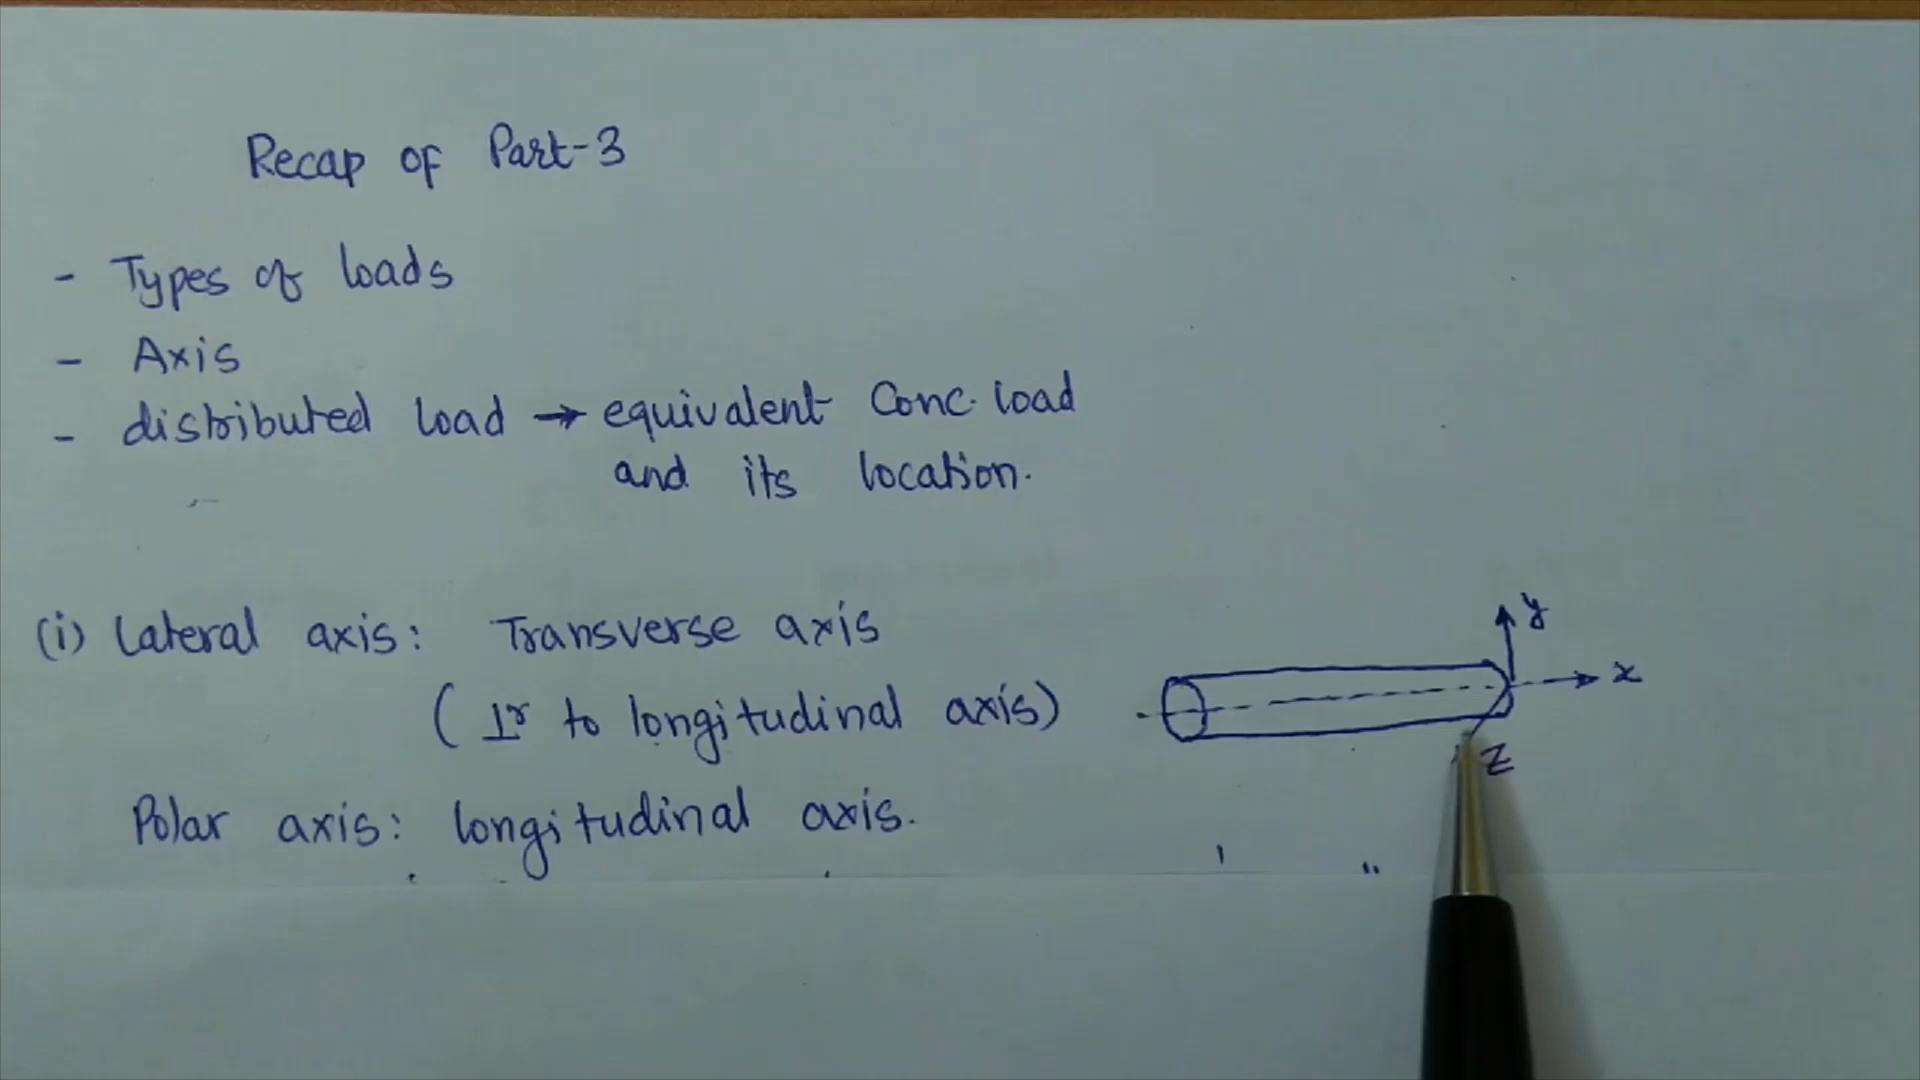 Recap of Part-3
- Types of loads
- Axis
- distributed load → equivalent Conc. load
and its location.
(i) Lateral axis: Transverse axis
(⊥r to longitudinal axis)
Polar axis: longitudinal axis.
y
x
z